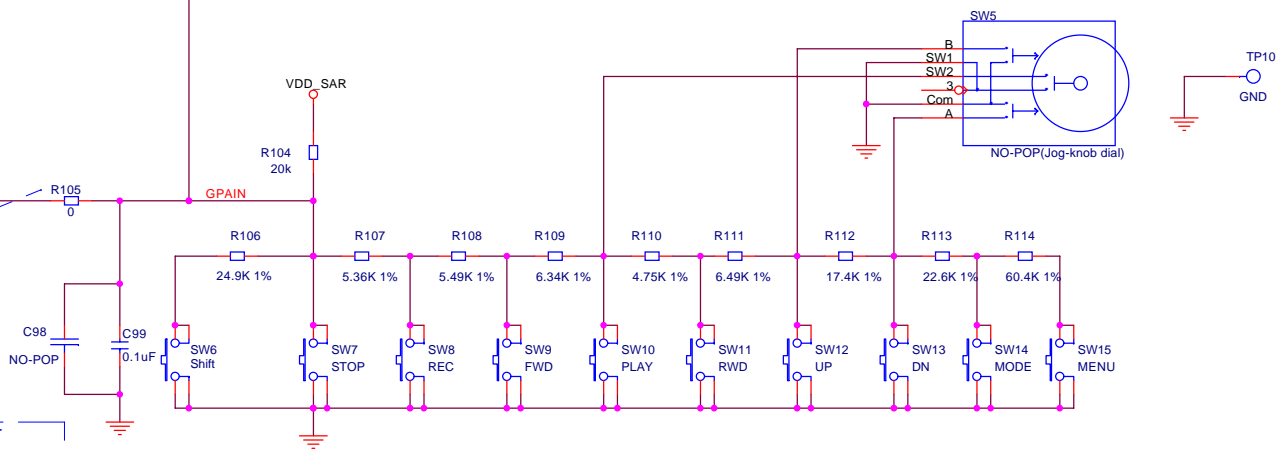 SW5
B
SW1
SW2
3
Com
A
NO-POP(Jog-knob dial)
TP10
GND
VDD_SAR
R104
20k
R105
0
GPAIN
R106
24.9K 1%
R107
5.36K 1%
R108
5.49K 1%
R109
6.34K 1%
R110
4.75K 1%
R111
6.49K 1%
R112
17.4K 1%
R113
22.6K 1%
R114
60.4K 1%
C98
NO-POP
C99
0.1uF
SW6
Shift
SW7
STOP
SW8
REC
SW9
FWD
SW10
PLAY
SW11
RWD
SW12
UP
SW13
DN
SW14
MODE
SW15
MENU